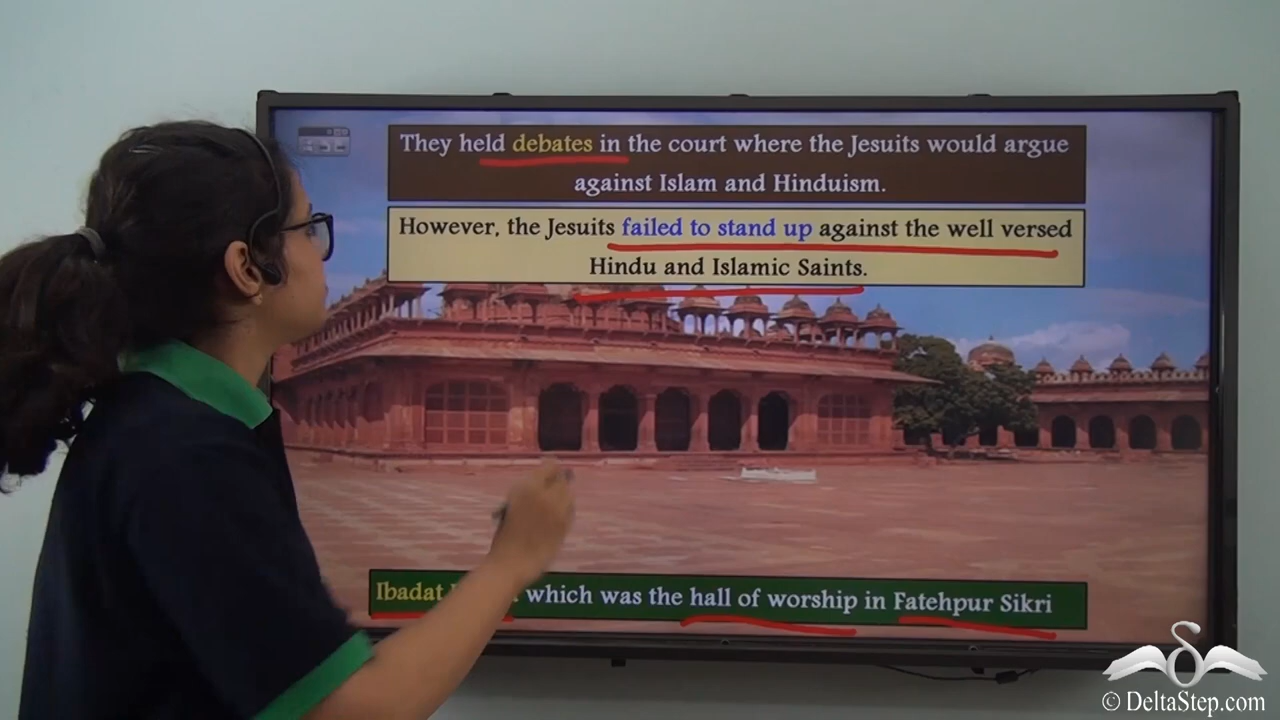 They held debates in the court where the Jesuits would argue
against Islam and Hinduism.
However, the Jesuits failed to stand up against the well versed
Hindu and Islamic Saints.
Ibadat which was the hall of worship in Fatehpur Sikri
© DeltaStep.com